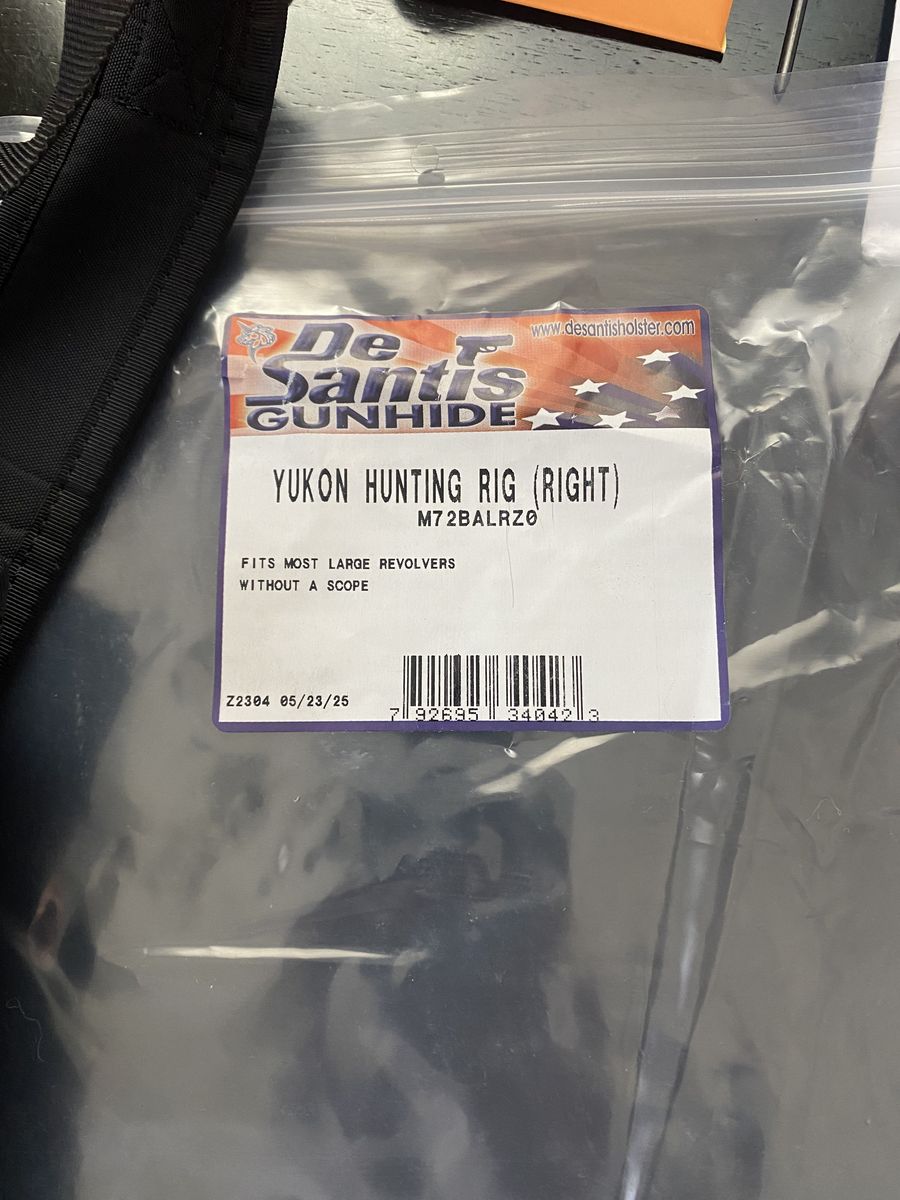 De
Santis
GUNHIDE
www.desantisholster.com
YUKON HUNTING RIG (RIGHT)
M72BALRZ0
FITS MOST LARGE REVOLVERS
WITHOUT A SCOPE
Z2304 05/23/25
7 92695 34042 3